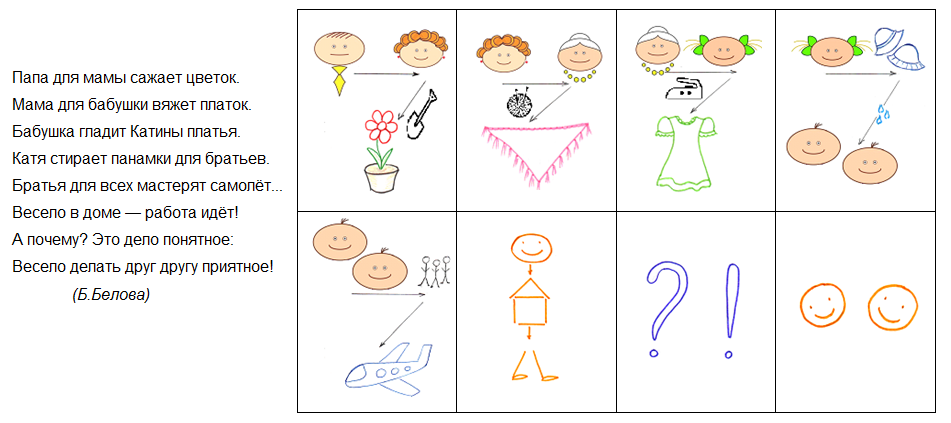 Папа для мамы сажает цветок.
Мама для бабушки вяжет платок.
Бабушка гладит Катины платья.
Катя стирает панамки для братьев.
Братья для всех мастерят самолёт...
Весело в доме — работа идёт!
А почему? Это дело понятное:
Весело делать друг другу приятное!
(Б.Белова)
? !